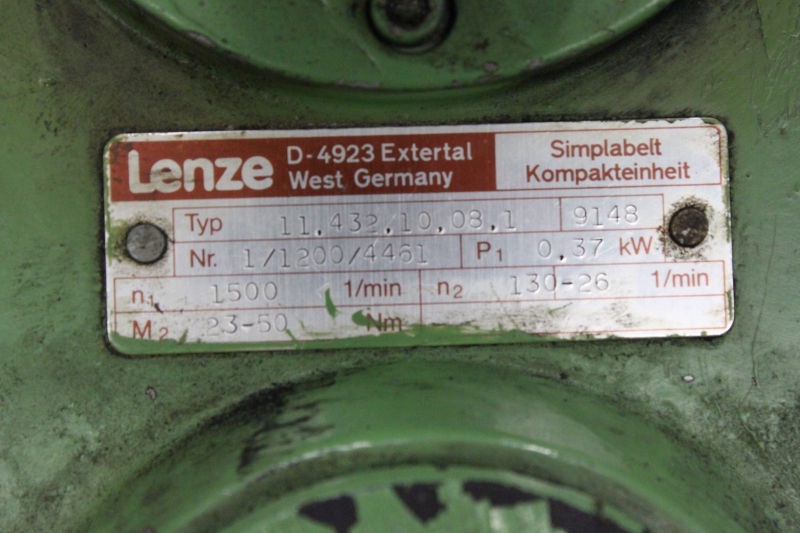 Lenze D-4923 Extertal
West Germany
Simplabelt
Kompakteinheit
Typ 11.432.10.08.1 9148
Nr. 1/1200/4461 P1 0,37 kW
n1 1500 1/min n2 130-26 1/min
M2 23-50 Nm